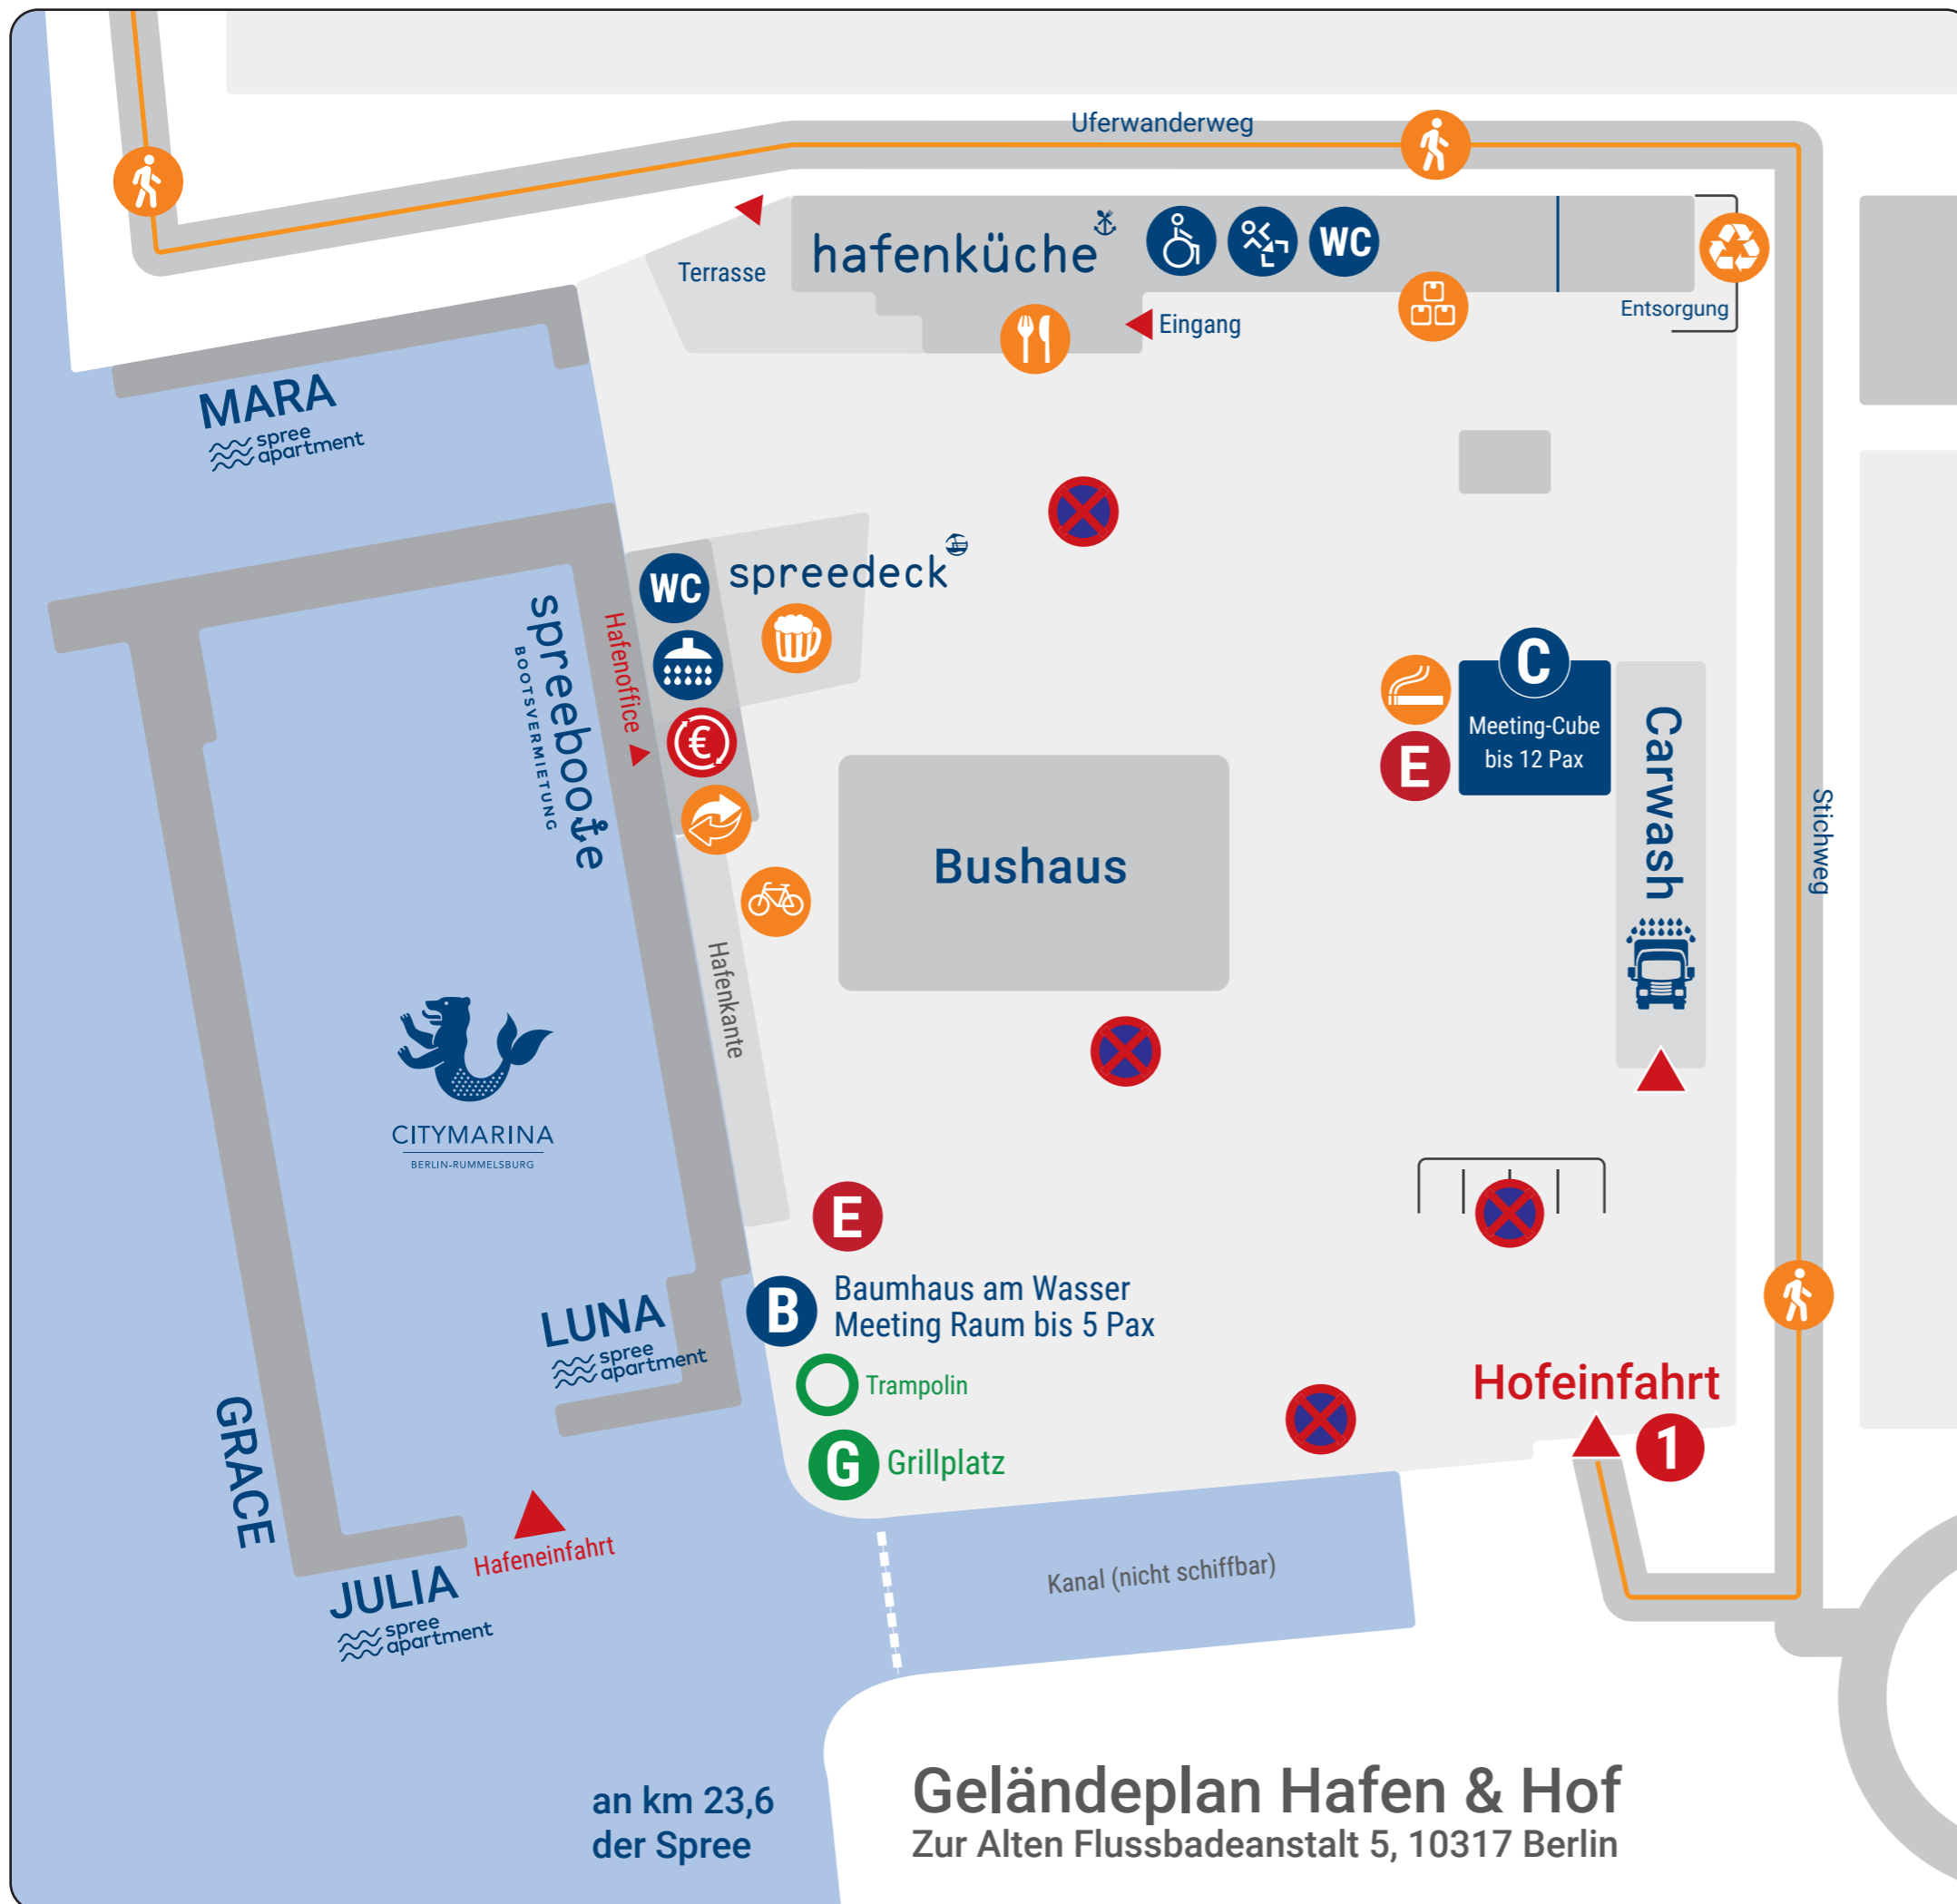 Uferwanderweg
hafenküche
WC
Terrasse
Eingang
Entsorgung
MARA
spree
apartment
WC
spreedeck
Hafenoffice
€
spreeboote
BOOTSVERMIETUNG
C
Meeting-Cube
bis 12 Pax
E
Carwash
Stichweg
Bushaus
Hafenkante
CITYMARINA
BERLIN-RUMMELSBURG
E
B
Baumhaus am Wasser
Meeting Raum bis 5 Pax
LUNA
spree
apartment
Trampolin
G
Grillplatz
Hofeinfahrt
1
GRACE
Hafeneinfahrt
JULIA
spree
apartment
Kanal (nicht schiffbar)
an km 23,6
der Spree
Geländeplan Hafen & Hof
Zur Alten Flussbadeanstalt 5, 10317 Berlin